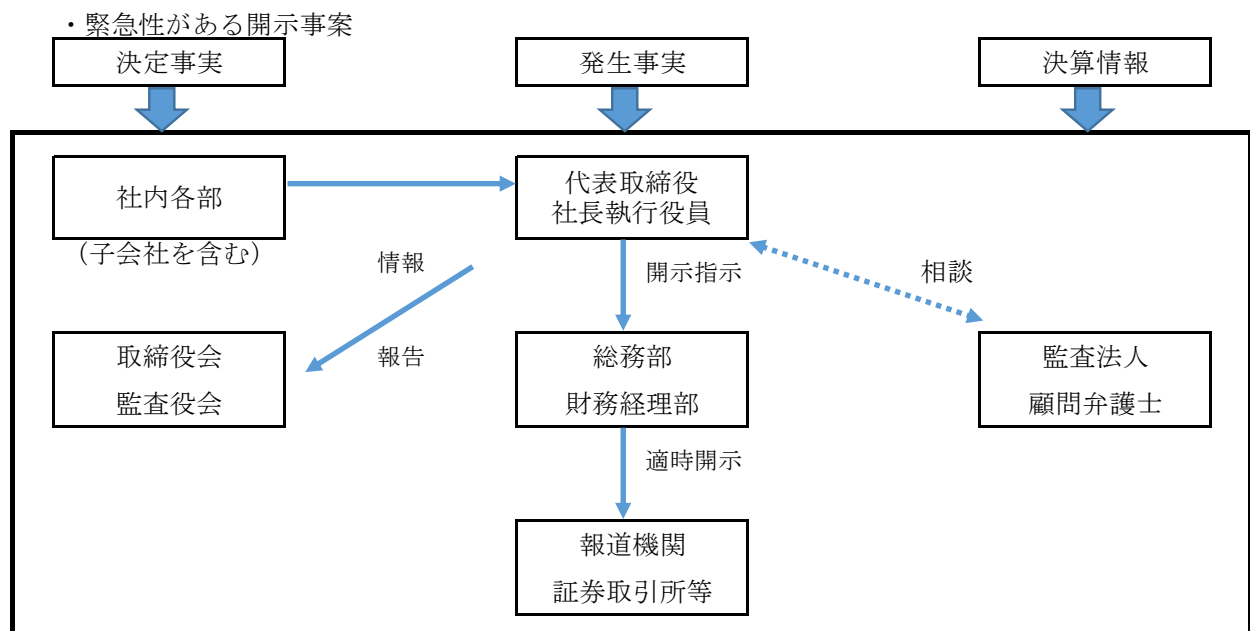 ・緊急性がある開示事案
決定事実
発生事実
決算情報
社内各部
(子会社を含む)
代表取締役
社長執行役員
情報
報告
開示指示
相談
取締役会
監査役会
総務部
財務経理部
監査法人
顧問弁護士
適時開示
報道機関
証券取引所等